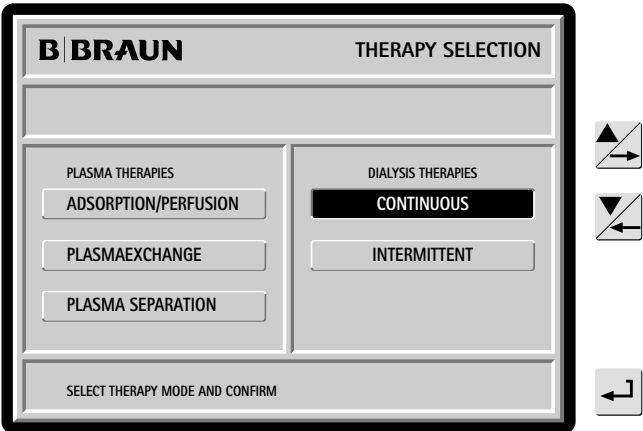 B BRAUN THERAPY SELECTION
PLASMA THERAPIES
ADSORPTION/PERFUSION
PLASMAEXCHANGE
PLASMA SEPARATION
DIALYSIS THERAPIES
CONTINUOUS
INTERMITTENT
SELECT THERAPY MODE AND CONFIRM